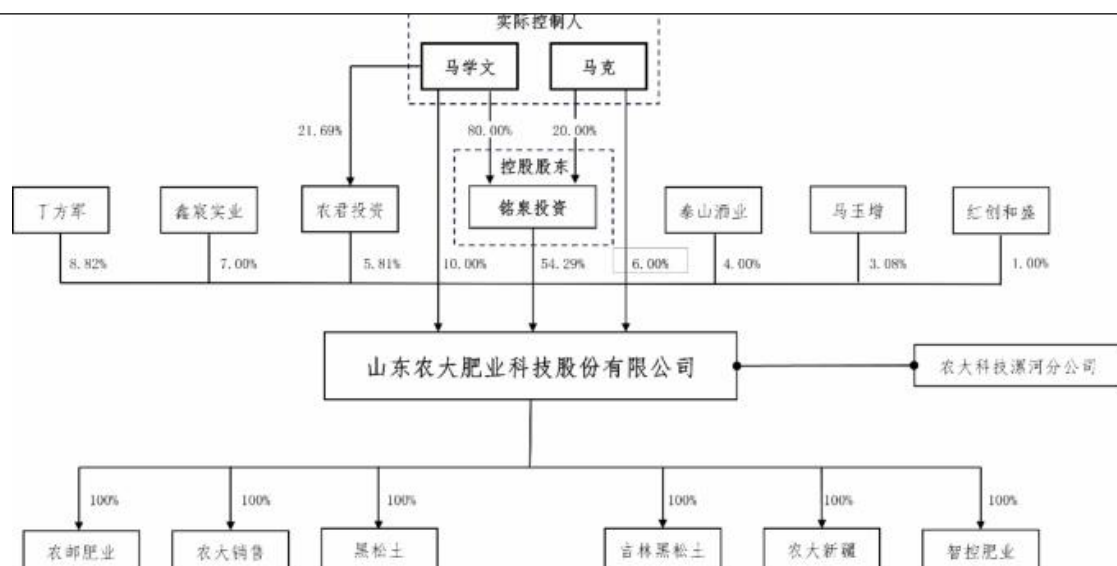 实际控制人
马学文 马克
21.69% 80.00% 20.00%
控股股东
丁方军 鑫宸实业 农君投资 铭泉投资 泰山酒业 马玉增 红创和盛
8.82% 7.00% 5.81% 10.00% 54.29% 6.00% 4.00% 3.08% 1.00%
山东农大肥业科技股份有限公司 农大科技漯河分公司
100% 100% 100% 100% 100% 100%
农邮肥业 农大销售 黑松土 吉林黑松土 农大新疆 智控肥业